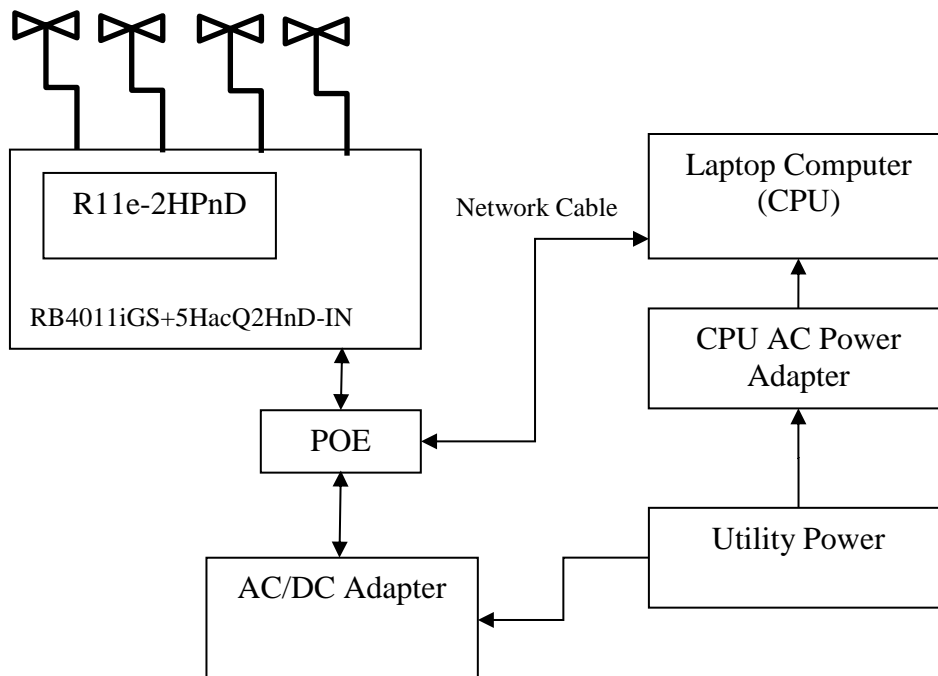 R11e-2HPnD
RB4011iGS+5HacQ2HnD-IN
Network Cable
Laptop Computer
(CPU)
CPU AC Power
Adapter
POE
Utility Power
AC/DC Adapter